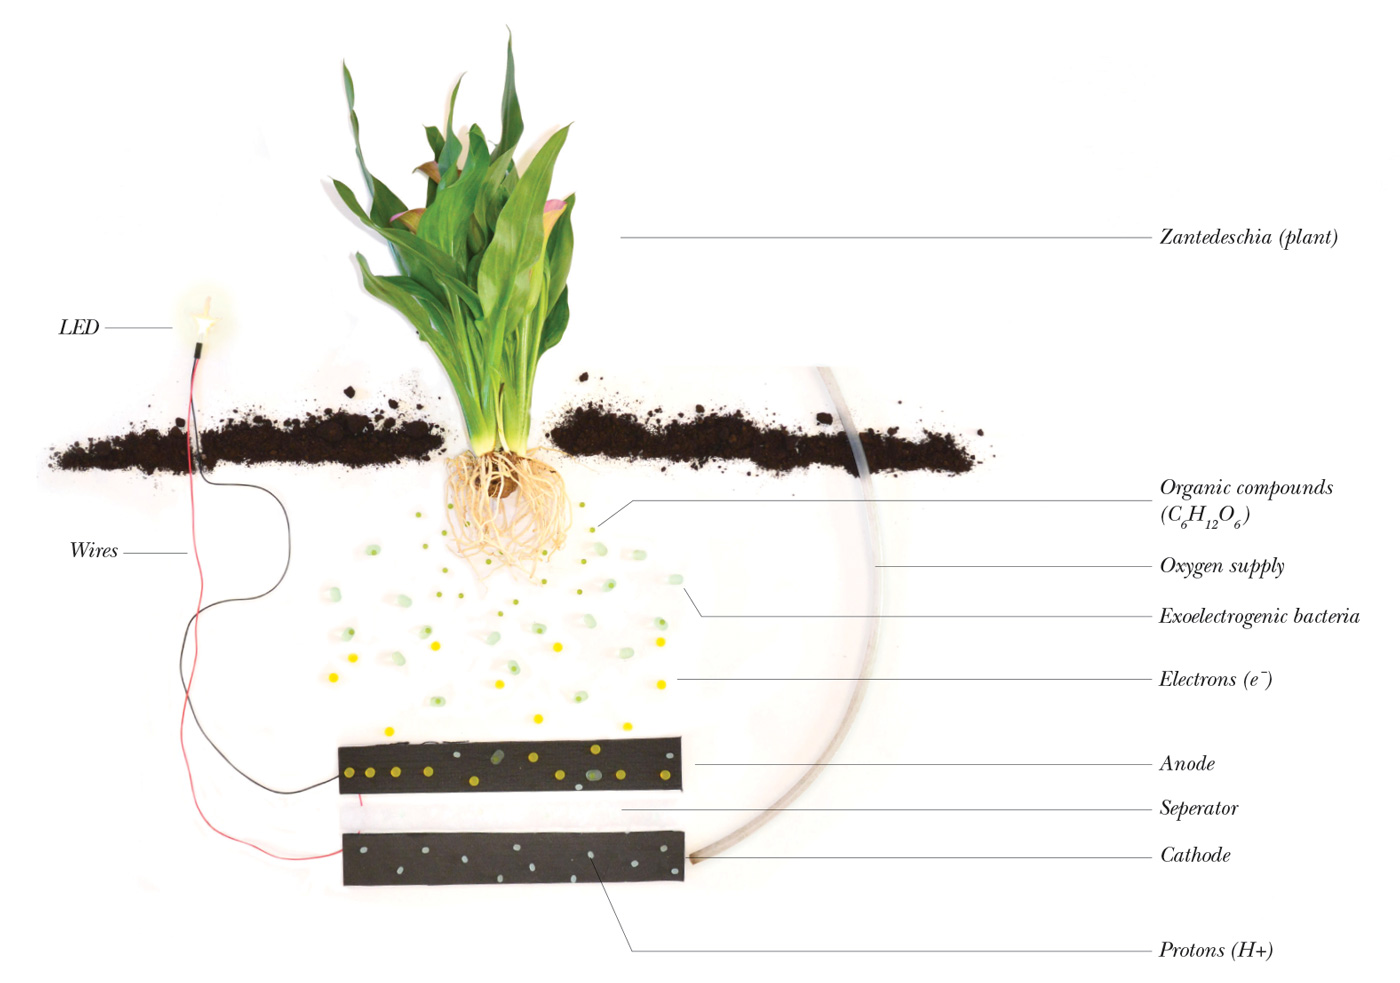 Zantedeschia (plant)
LED
Organic compounds
(C₆H₁₂O₆)
Wires
Oxygen supply
Exoelectrogenic bacteria
Electrons (e⁻)
Anode
Seperator
Cathode
Protons (H+)